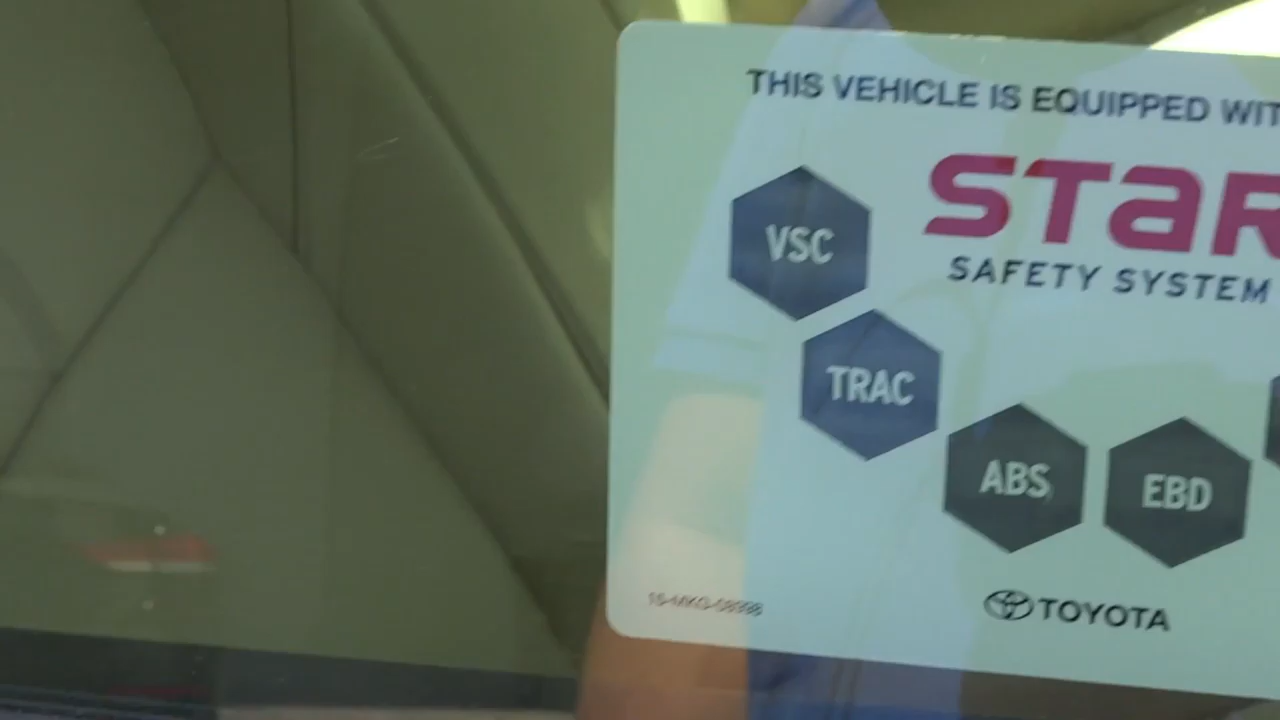 THIS VEHICLE IS EQUIPPED WIT
STAR
SAFETY SYSTEM
VSC
TRAC
ABS
EBD
TOYOTA